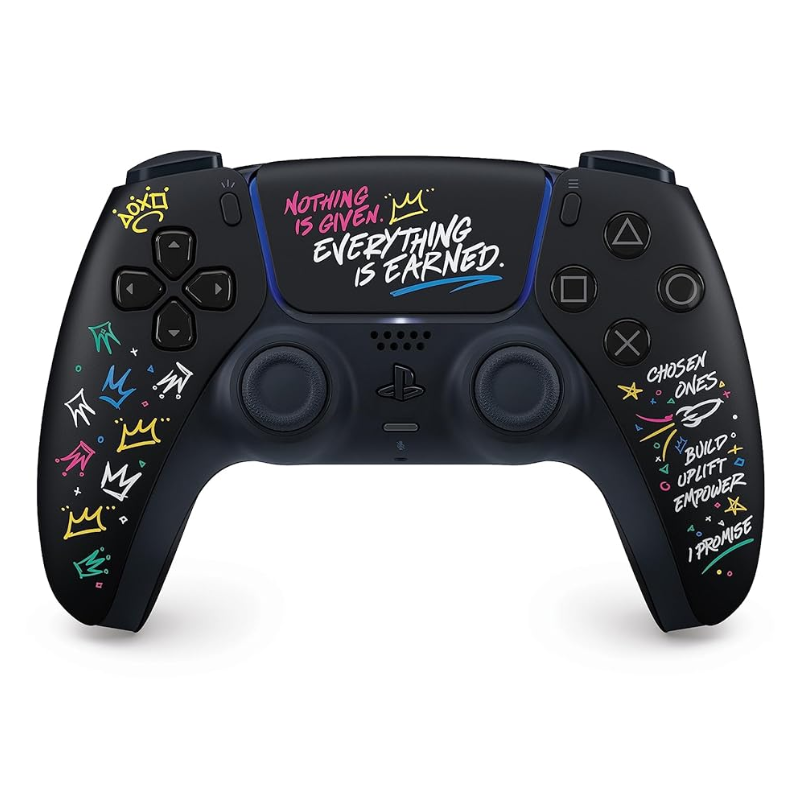 NOTHING
IS GIVEN.
EVERYTHING
IS EARNED.
CHOSEN
ONES
BUILD
UPLIFT
EMPOWER
I PROMISE